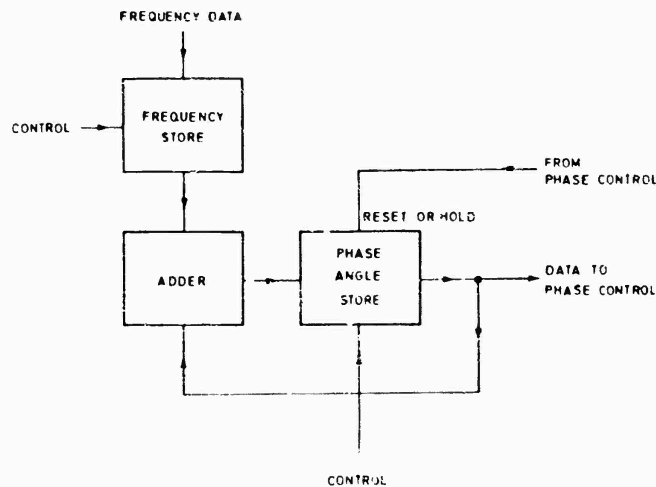 FREQUENCY DATA
CONTROL
FREQUENCY
STORE
FROM
PHASE CONTROL
RESET OR HOLD
ADDER
PHASE
ANGLE
STORE
DATA TO
PHASE CONTROL
CONTROL